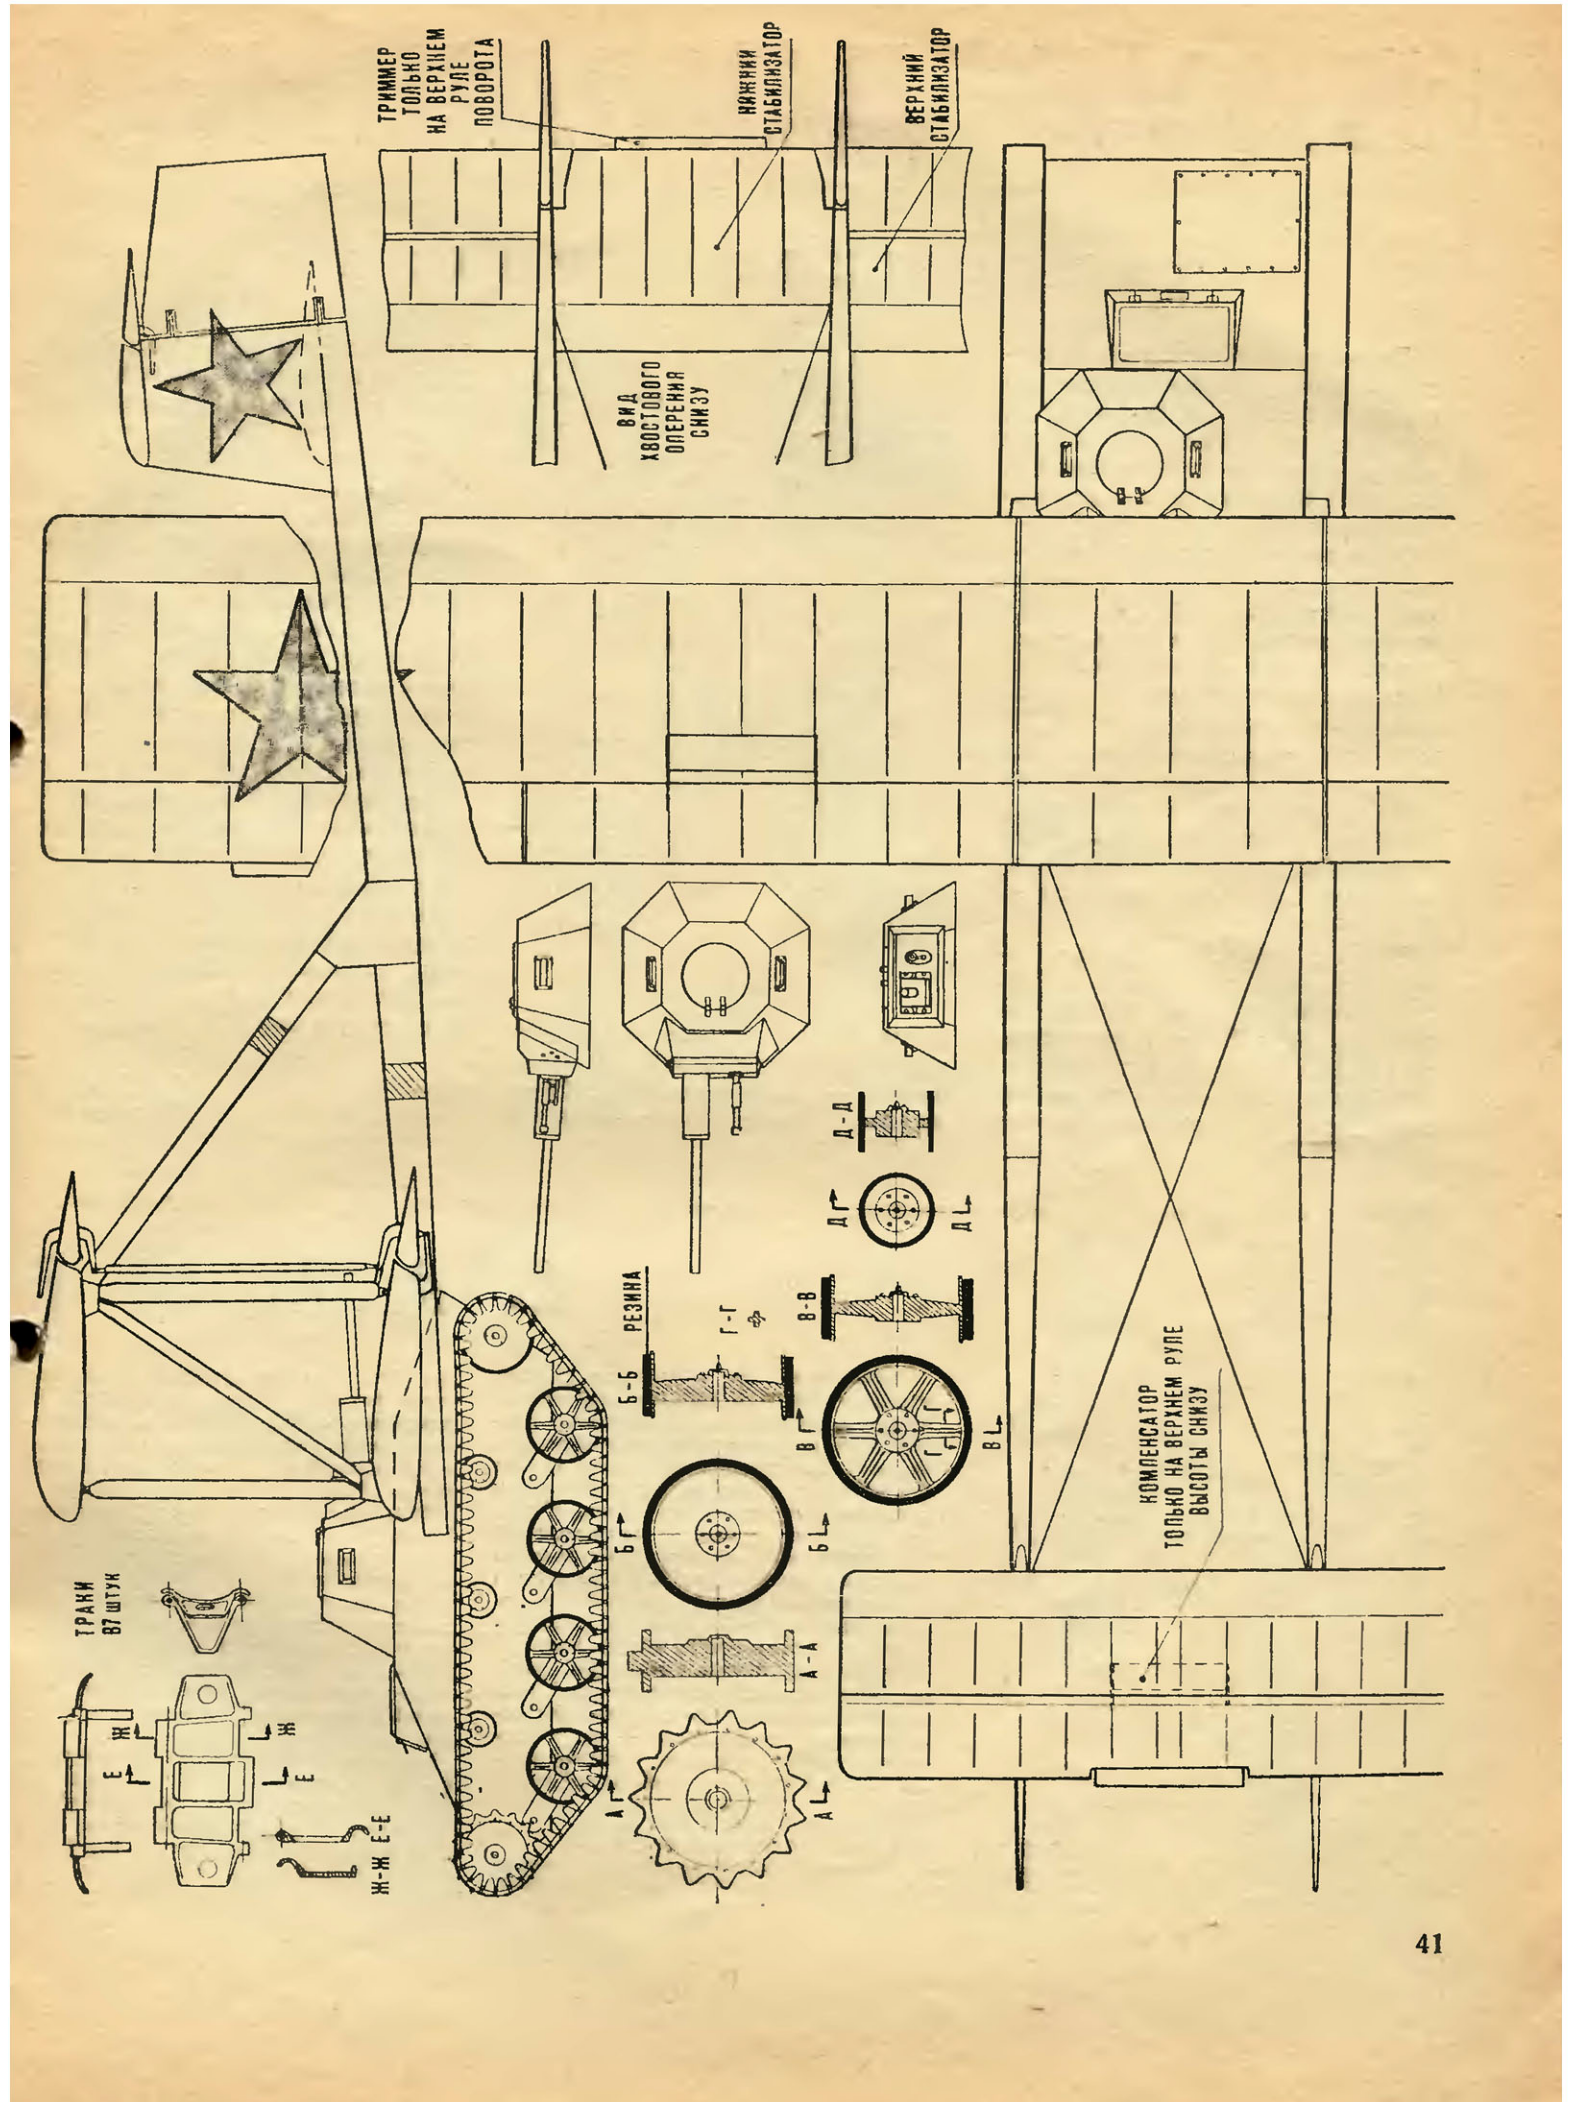 ТРИММЕР
ТОЛЬКО
НА ВЕРХНЕМ
РУЛЕ
ПОВОРОТА
НИЖНИЙ
СТАБИЛИЗАТОР
ВЕРХНИЙ
СТАБИЛИЗАТОР
ВИД
ХВОСТОВОГО
ОПЕРЕНИЯ
СНИЗУ
ТРАКИ
87 ШТУК
Ж
Ж
Е
Е
Ж-Ж
Е-Е
РЕЗИНА
Б-Б
Г-Г
В-В
Д-Д
Д
Д
Б
Б
В
В
Г
Г
А-А
А
А
КОМПЕНСАТОР
ТОЛЬКО НА ВЕРХНЕМ РУЛЕ
ВЫСОТЫ СНИЗУ
41